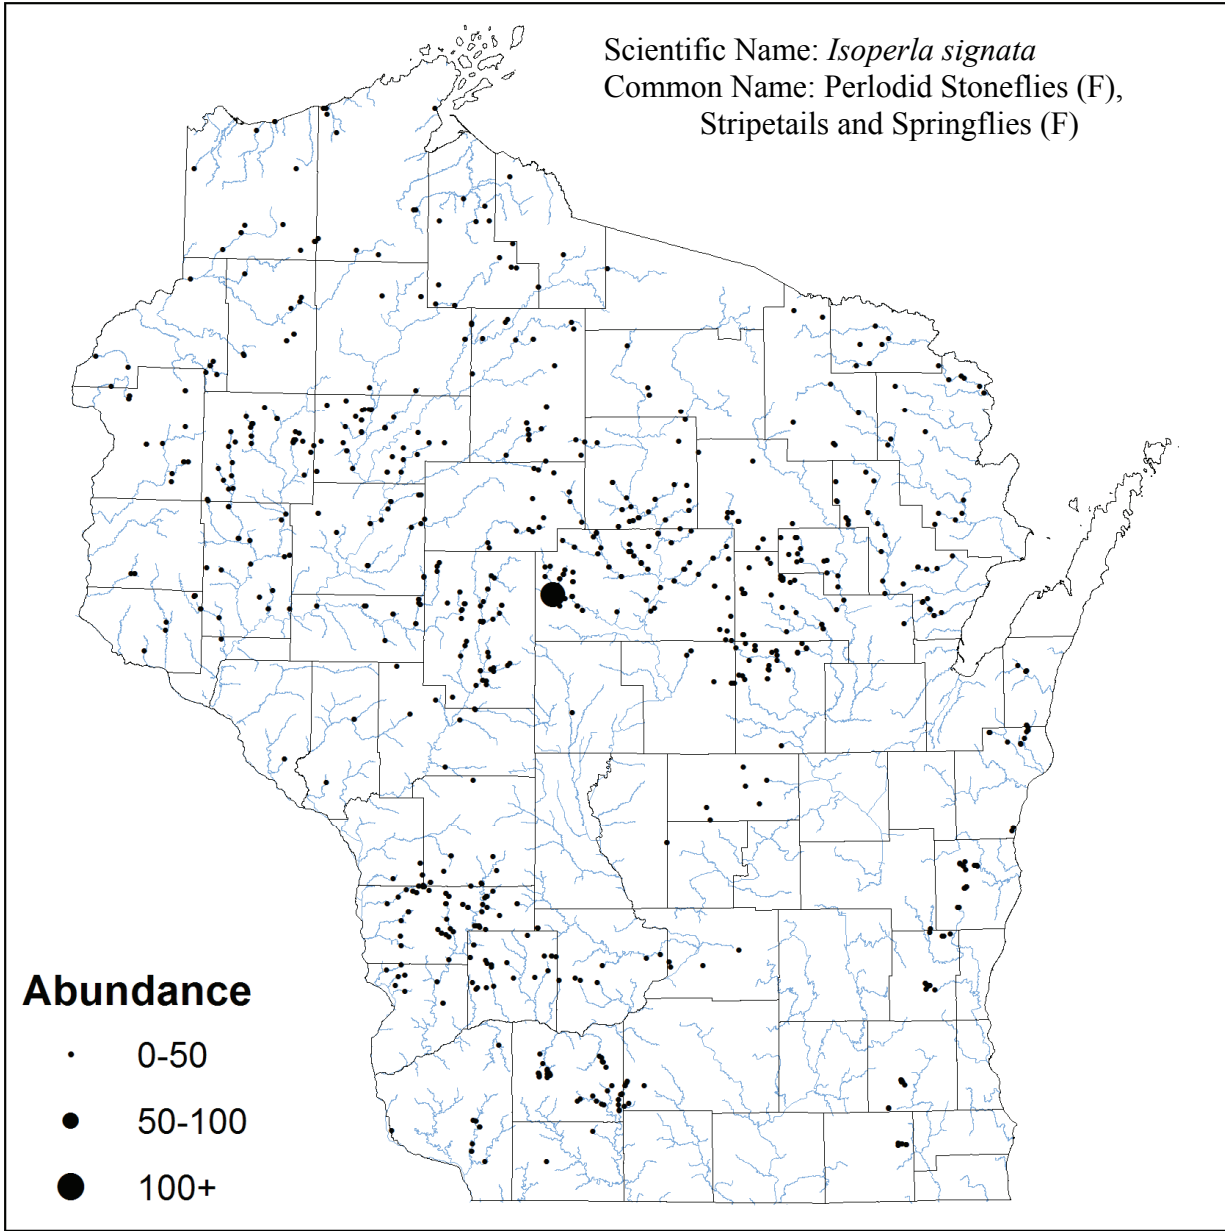 Scientific Name: Isoperla signata
Common Name: Perlodid Stoneflies (F),
Stripetails and Springflies (F)
Abundance
0-50
50-100
100+